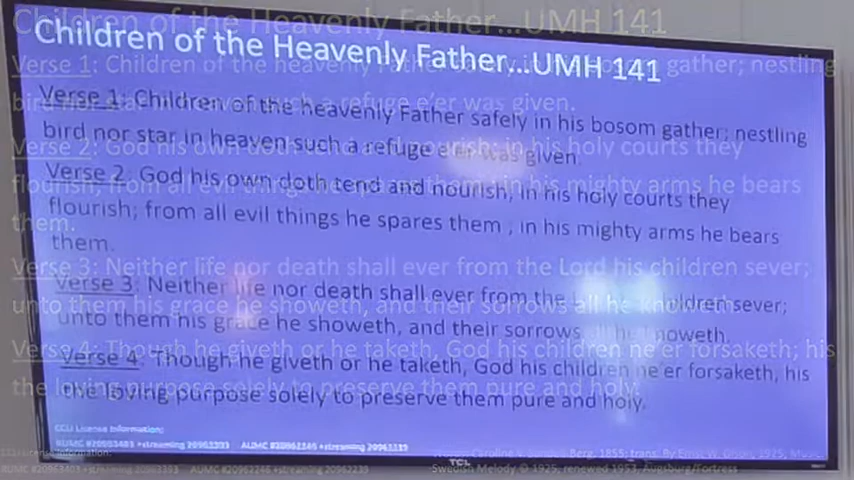 Children of the Heavenly Father...UMH 141
Verse 1: Children of the heavenly Father safely in his bosom gather; nestling
bird nor star in heaven such a refuge e'er was given.
Verse 2: God his own doth tend and nourish; in his holy courts they
flourish; from all evil things he spares them ; in his mighty arms he bears
them.
Verse 3: Neither life nor death shall ever from the Lord his children sever;
unto them his grace he showeth, and their sorrows all he knoweth.
Verse 4: Though he giveth or he taketh, God his children ne'er forsaketh, his
the loving purpose solely to preserve them pure and holy.
CCLI License Information:
AUMC #20962246 +streaming 20962239
TCL
Swedish Melody © 1925, renewed 1953, Augsburg/Fortress